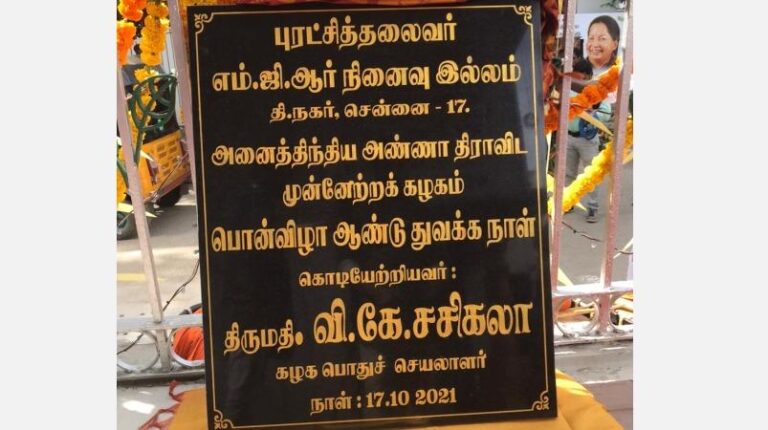 புரட்சித்தலைவர்
எம்.ஜி.ஆர் நினைவு இல்லம்
தி.நகர், சென்னை - 17.
அனைத்திந்திய அண்ணா திராவிட
முன்னேற்றக் கழகம்
பொன்விழா ஆண்டு துவக்க நாள்
கொடியேற்றியவர் :
திருமதி. வி.கே.சசிகலா
கழக பொதுச் செயலாளர்
நாள் : 17.10 2021